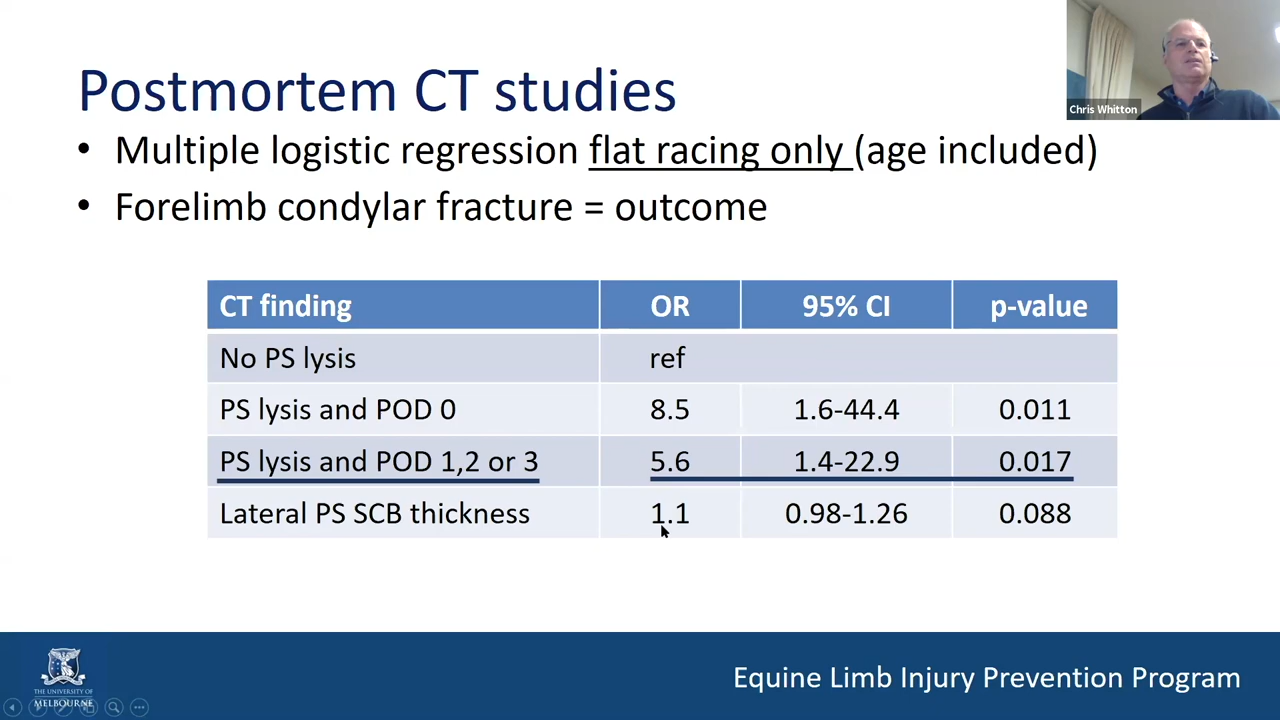 Chris Whitton
Postmortem CT studies
• Multiple logistic regression flat racing only (age included)
• Forelimb condylar fracture = outcome
CT finding OR 95% CI p-value
No PS lysis ref
PS lysis and POD 0 8.5 1.6-44.4 0.011
PS lysis and POD 1,2 or 3 5.6 1.4-22.9 0.017
Lateral PS SCB thickness 1.1 0.98-1.26 0.088
THE UNIVERSITY OF
MELBOURNE
Equine Limb Injury Prevention Program